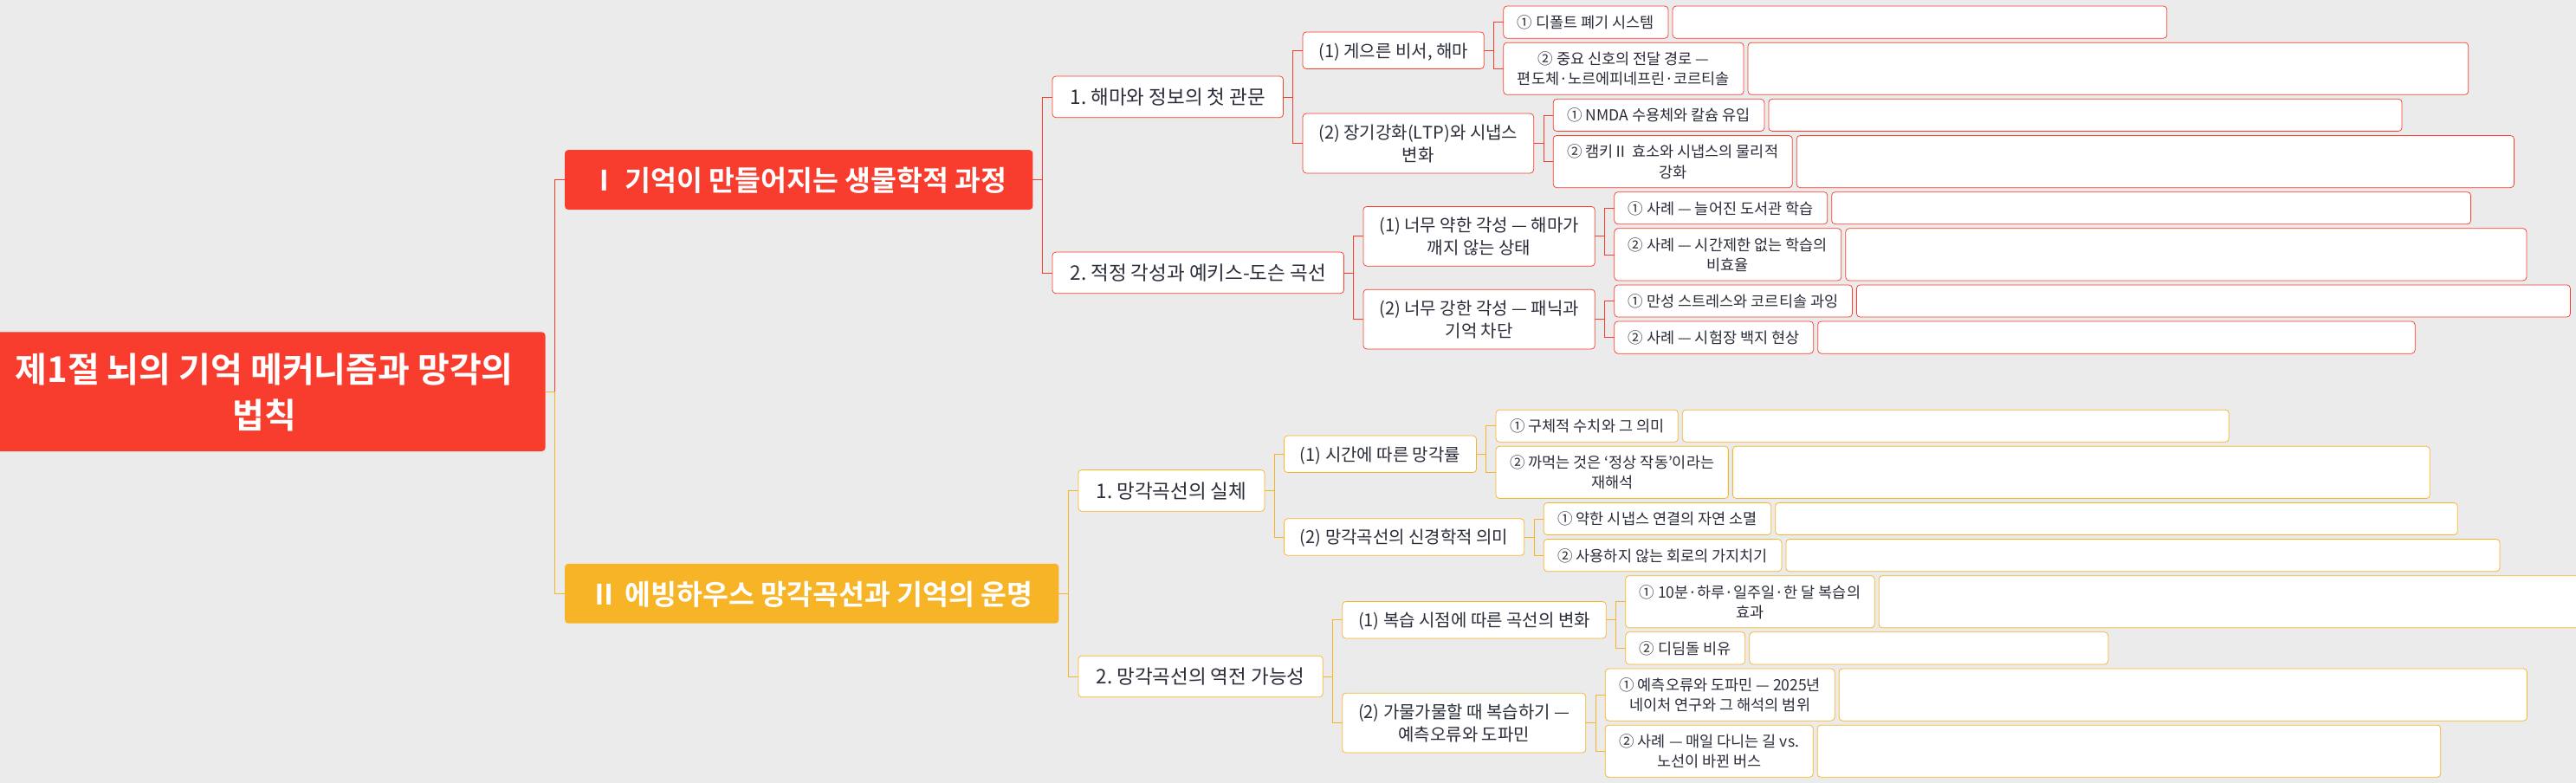 제1절 뇌의 기억 메커니즘과 망각의
법칙
Ⅰ 기억이 만들어지는 생물학적 과정
1. 해마와 정보의 첫 관문
(1) 게으른 비서, 해마
① 디폴트 폐기 시스템
② 중요 신호의 전달 경로 —
편도체·노르에피네프린·코르티솔
(2) 장기강화(LTP)와 시냅스
변화
① NMDA 수용체와 칼슘 유입
② 캠키Ⅱ 효소와 시냅스의 물리적
강화
2. 적정 각성과 예키스-도슨 곡선
(1) 너무 약한 각성 — 해마가
깨지 않는 상태
① 사례 — 늘어진 도서관 학습
② 사례 — 시간제한 없는 학습의
비효율
(2) 너무 강한 각성 — 패닉과
기억 차단
① 만성 스트레스와 코르티솔 과잉
② 사례 — 시험장 백지 현상
Ⅱ 에빙하우스 망각곡선과 기억의 운명
1. 망각곡선의 실체
(1) 시간에 따른 망각률
① 구체적 수치와 그 의미
② 까먹는 것은 ‘정상 작동’이라는
재해석
(2) 망각곡선의 신경학적 의미
① 약한 시냅스 연결의 자연 소멸
② 사용하지 않는 회로의 가지치기
2. 망각곡선의 역전 가능성
(1) 복습 시점에 따른 곡선의 변화
① 10분·하루·일주일·한 달 복습의
효과
② 디딤돌 비유
(2) 가물가물할 때 복습하기 —
예측오류와 도파민
① 예측오류와 도파민 — 2025년
네이처 연구와 그 해석의 범위
② 사례 — 매일 다니는 길 vs.
노선이 바뀐 버스